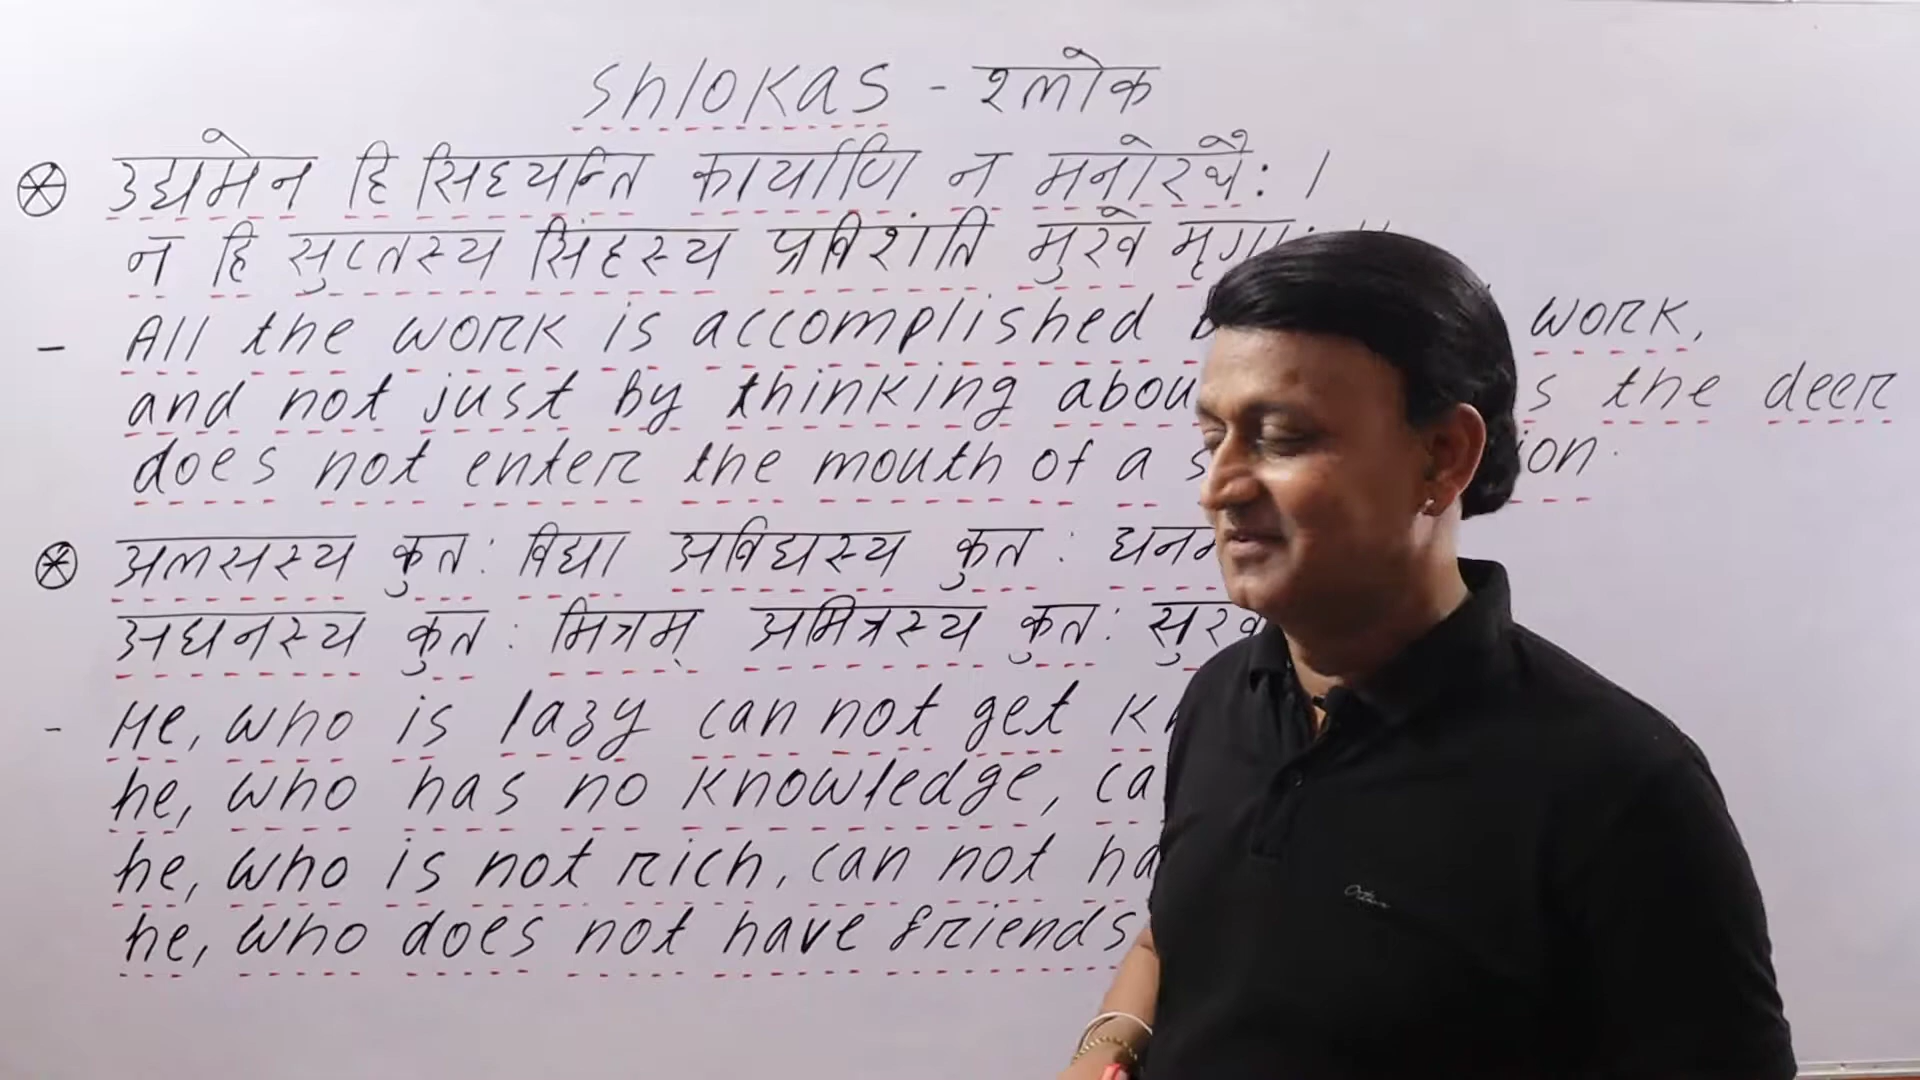 Shlokas - श्लोक
उद्यमेन हि सिद्दयन्ति कार्याणि न मनोरथैः ।
न हि सुप्तस्य सिंहस्य प्रविशंति मुखे
- All the work is accomplished work,
and not just by thinking the deer
does not enter the mouth of a
अलसस्य कुतः विद्या अविद्यस्य कुतः
अधनस्य कुतः मित्रम् अमित्रस्य कुतः
- He, who is lazy can not get
he, who has no knowledge,
he, who is not rich, can not
he, who does not have friends